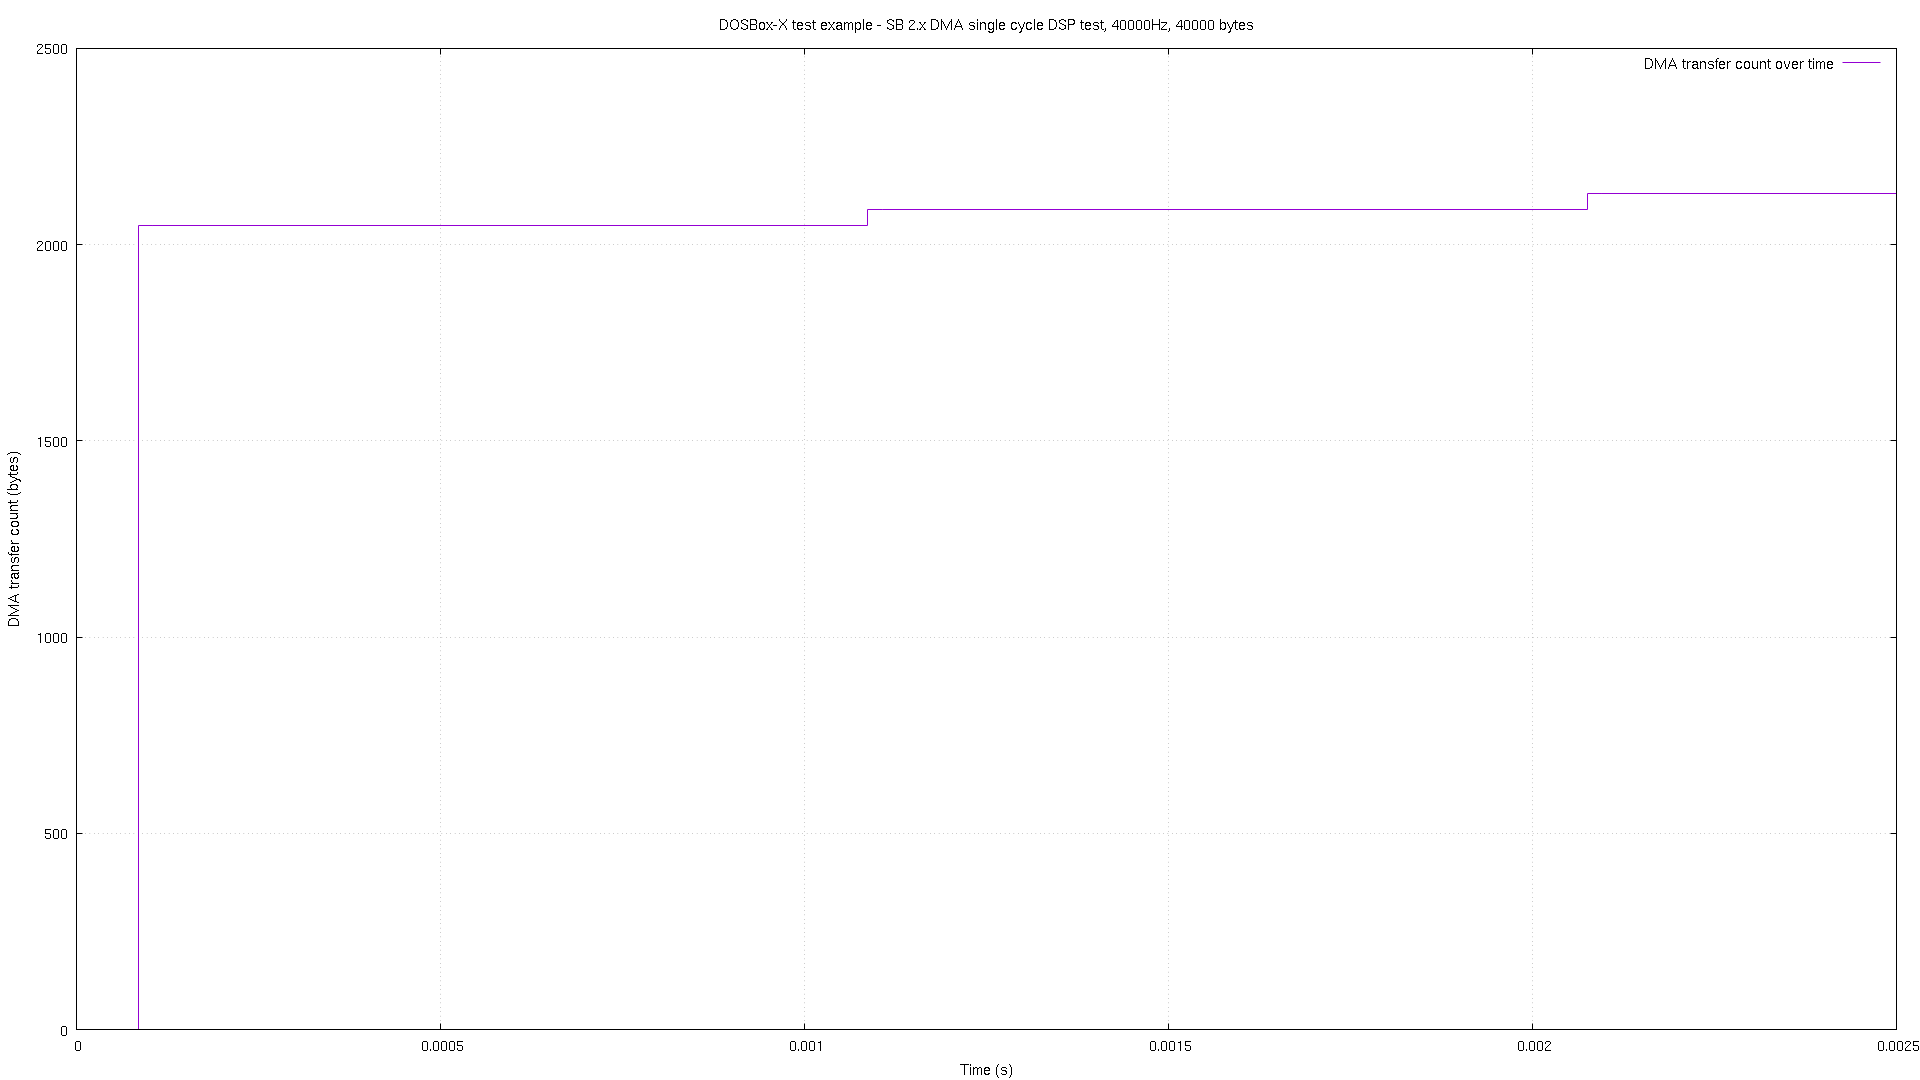 DOSBox-X test example - SB 2.x DMA single cycle DSP test, 40000Hz, 40000 bytes
DMA transfer count over time
2500
2000
1500
1000
500
0
DMA transfer count (bytes)
0 0.0005 0.001 0.0015 0.002 0.0025
Time (s)